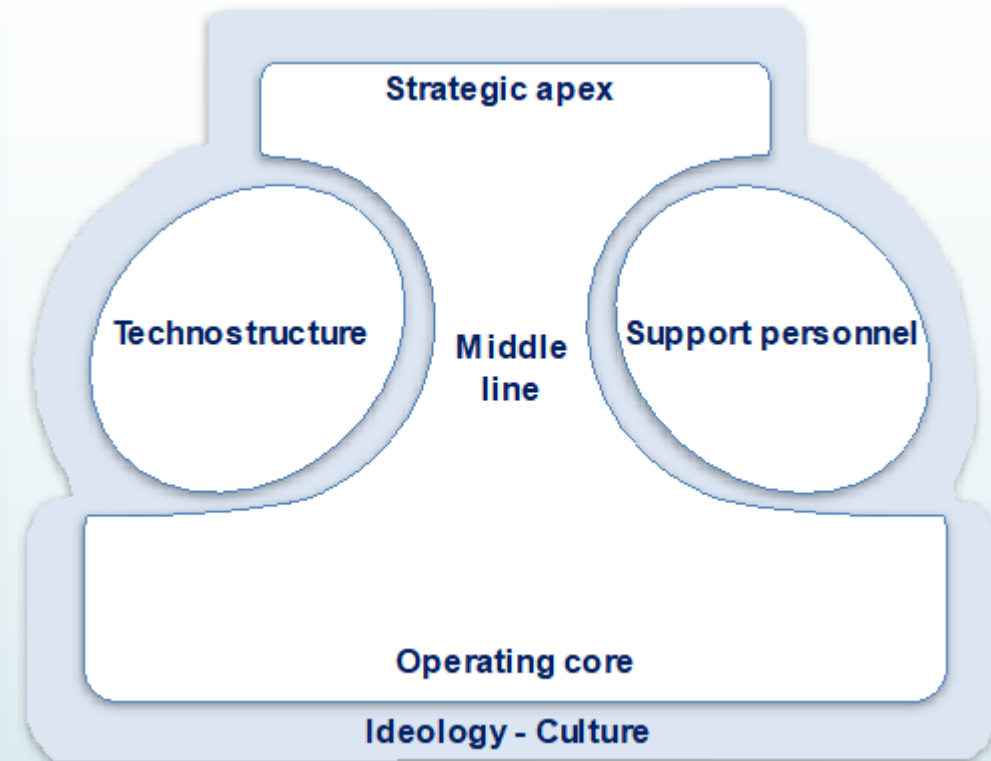 Strategic apex
Technostructure
Support personnel
Middle
line
Operating core
Ideology - Culture